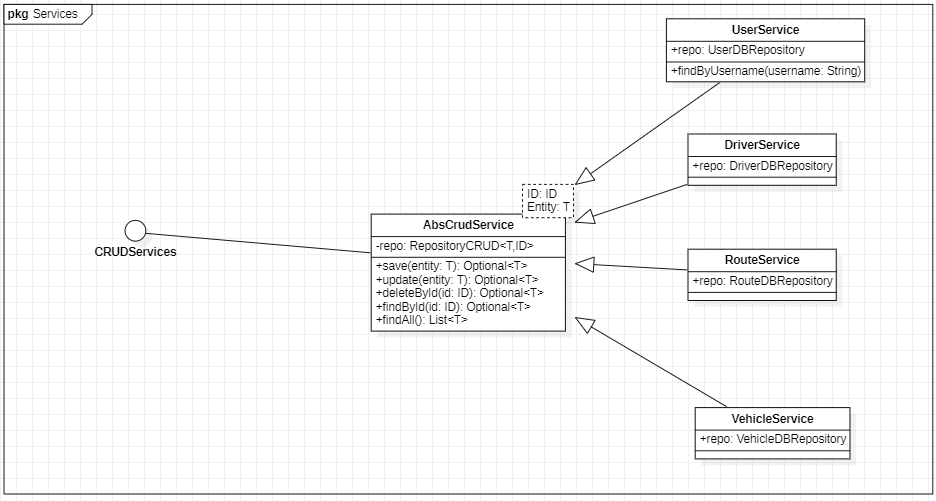 pkg Services
UserService
+repo: UserDBRepository
+findByUsername(username: String)
DriverService
+repo: DriverDBRepository
ID: ID
Entity: T
AbsCrudService
-repo: RepositoryCRUD<T,ID>
+save(entity: T): Optional<T>
+update(entity: T): Optional<T>
+deleteById(id: ID): Optional<T>
+findById(id: ID): Optional<T>
+findAll(): List<T>
CRUDServices
RouteService
+repo: RouteDBRepository
VehicleService
+repo: VehicleDBRepository